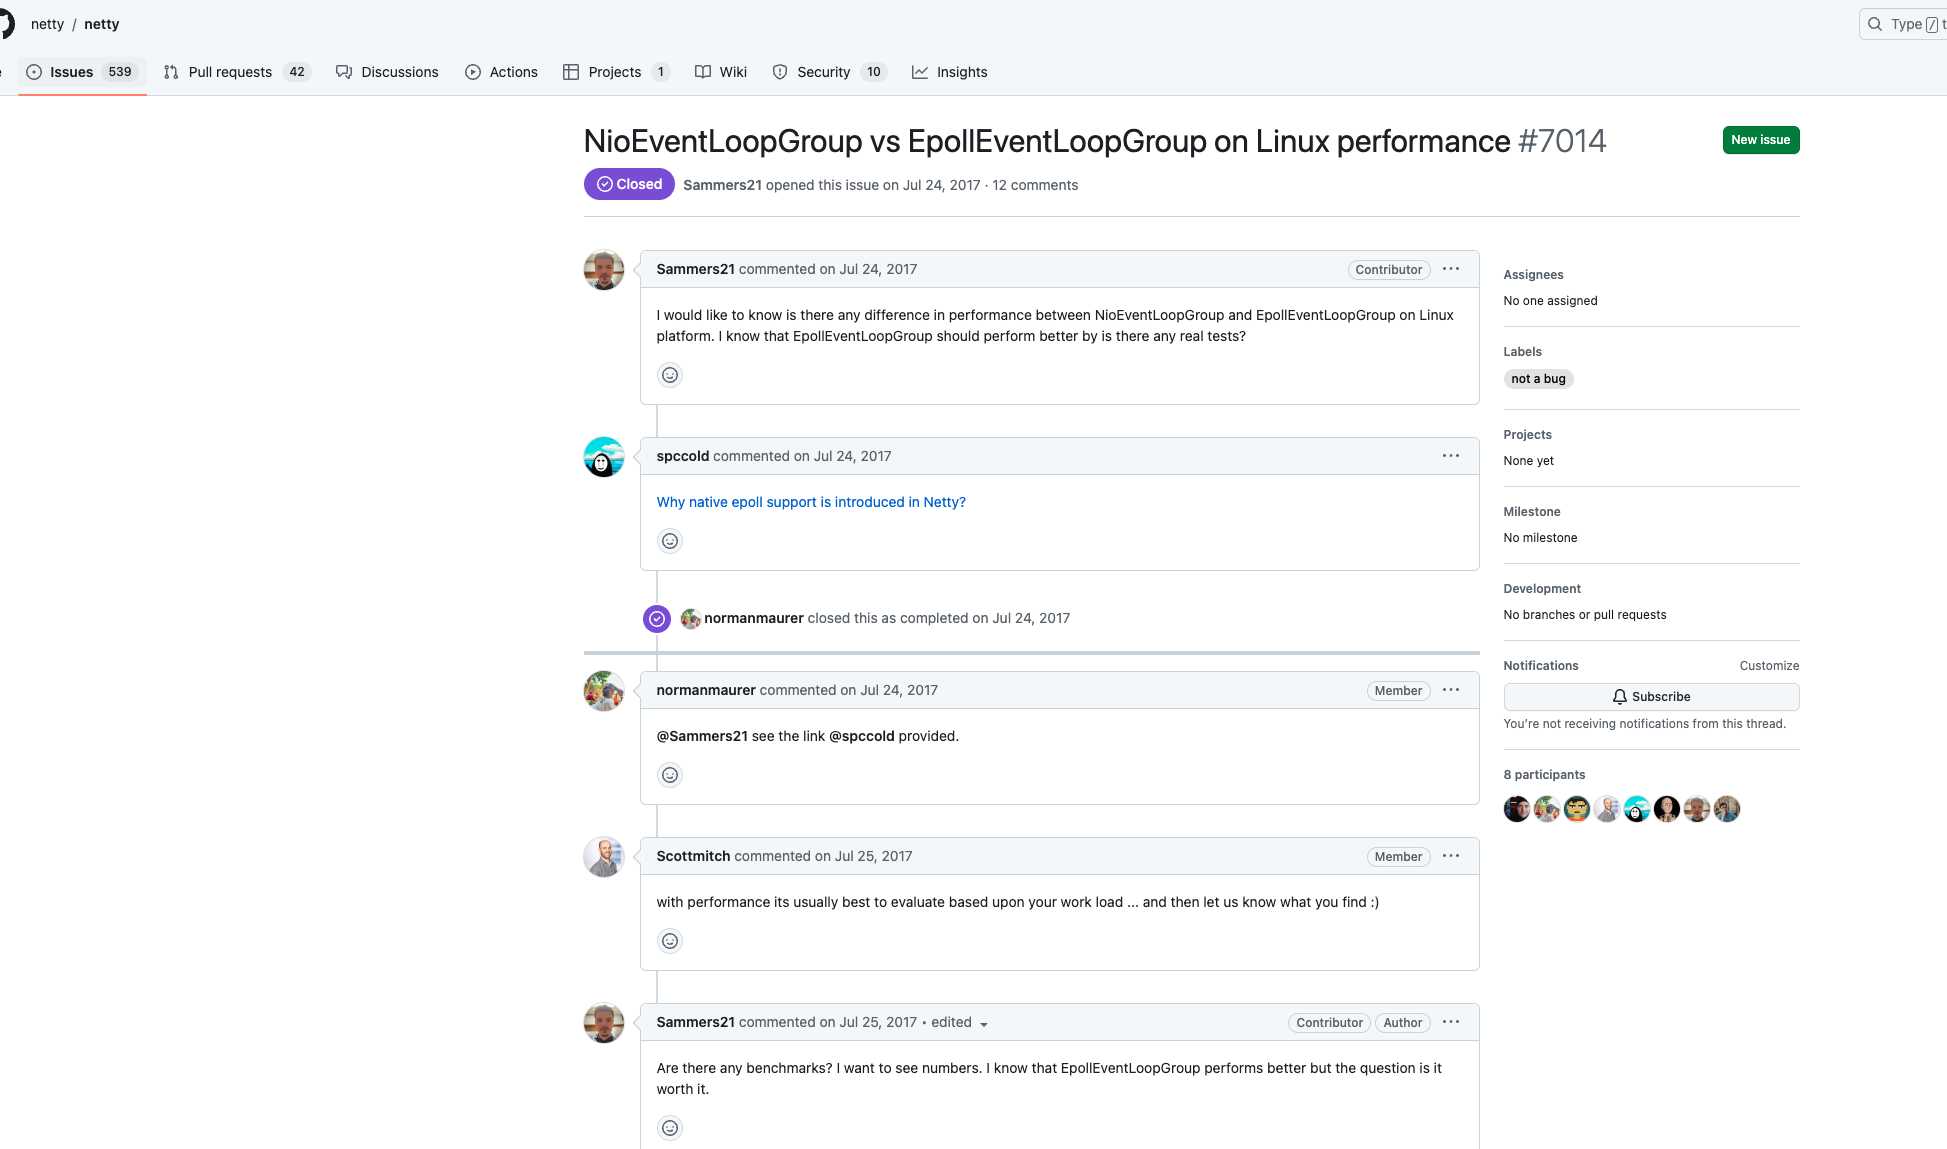 netty / netty
Type / t
Issues 539 Pull requests 42 Discussions Actions Projects 1 Wiki Security 10 Insights
NioEventLoopGroup vs EpollEventLoopGroup on Linux performance #7014
New issue
Closed Sammers21 opened this issue on Jul 24, 2017 · 12 comments
Sammers21 commented on Jul 24, 2017
Contributor
I would like to know is there any difference in performance between NioEventLoopGroup and EpollEventLoopGroup on Linux
platform. I know that EpollEventLoopGroup should perform better by is there any real tests?
spccold commented on Jul 24, 2017
Why native epoll support is introduced in Netty?
normanmaurer closed this as completed on Jul 24, 2017
normanmaurer commented on Jul 24, 2017
Member
@Sammers21 see the link @spccold provided.
Scottmitch commented on Jul 25, 2017
Member
with performance its usually best to evaluate based upon your work load ... and then let us know what you find :)
Sammers21 commented on Jul 25, 2017 • edited
Contributor Author
Are there any benchmarks? I want to see numbers. I know that EpollEventLoopGroup performs better but the question is it
worth it.
Assignees
No one assigned
Labels
not a bug
Projects
None yet
Milestone
No milestone
Development
No branches or pull requests
Notifications Customize
Subscribe
You're not receiving notifications from this thread.
8 participants